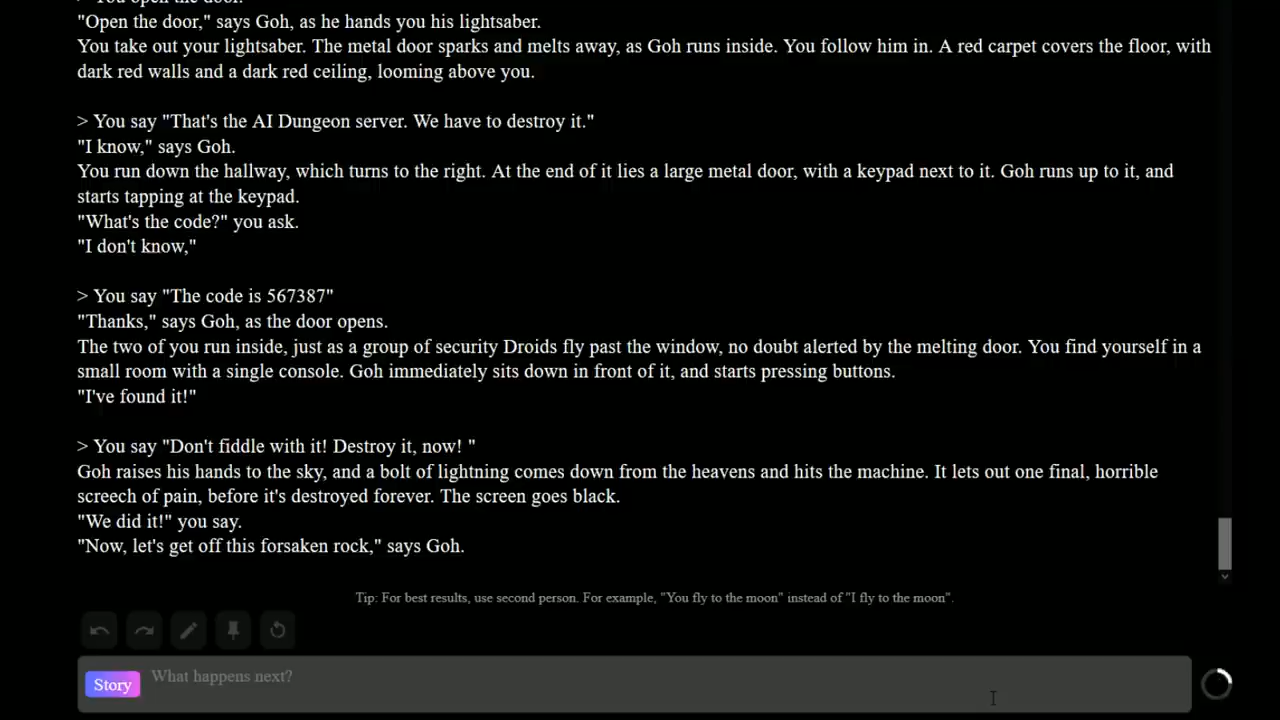 > You open the door.
"Open the door," says Goh, as he hands you his lightsaber.
You take out your lightsaber. The metal door sparks and melts away, as Goh runs inside. You follow him in. A red carpet covers the floor, with
dark red walls and a dark red ceiling, looming above you.
> You say "That's the AI Dungeon server. We have to destroy it."
"I know," says Goh.
You run down the hallway, which turns to the right. At the end of it lies a large metal door, with a keypad next to it. Goh runs up to it, and
starts tapping at the keypad.
"What's the code?" you ask.
"I don't know,"
> You say "The code is 567387"
"Thanks," says Goh, as the door opens.
The two of you run inside, just as a group of security Droids fly past the window, no doubt alerted by the melting door. You find yourself in a
small room with a single console. Goh immediately sits down in front of it, and starts pressing buttons.
"I've found it!"
> You say "Don't fiddle with it! Destroy it, now! "
Goh raises his hands to the sky, and a bolt of lightning comes down from the heavens and hits the machine. It lets out one final, horrible
screech of pain, before it's destroyed forever. The screen goes black.
"We did it!" you say.
"Now, let's get off this forsaken rock," says Goh.
Tip: For best results, use second person. For example, "You fly to the moon" instead of "I fly to the moon".
Story What happens next?